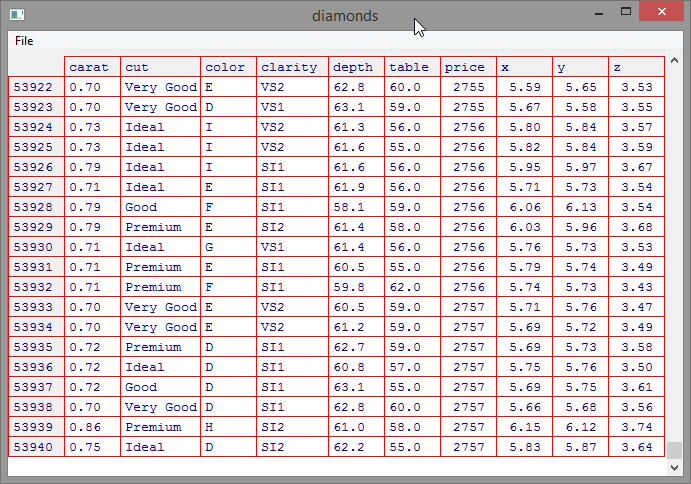 diamonds
File
carat cut color clarity depth table price x y z
53922 0.70 Very Good E VS2 62.8 60.0 2755 5.59 5.65 3.53
53923 0.70 Very Good D VS1 63.1 59.0 2755 5.67 5.58 3.55
53924 0.73 Ideal I VS2 61.3 56.0 2756 5.80 5.84 3.57
53925 0.73 Ideal I VS2 61.6 55.0 2756 5.82 5.84 3.59
53926 0.79 Ideal I SI1 61.6 56.0 2756 5.95 5.97 3.67
53927 0.71 Ideal E SI1 61.9 56.0 2756 5.71 5.73 3.54
53928 0.79 Good F SI1 58.1 59.0 2756 6.06 6.13 3.54
53929 0.79 Premium E SI2 61.4 58.0 2756 6.03 5.96 3.68
53930 0.71 Ideal G VS1 61.4 56.0 2756 5.76 5.73 3.53
53931 0.71 Premium E SI1 60.5 55.0 2756 5.79 5.74 3.49
53932 0.71 Premium F SI1 59.8 62.0 2756 5.74 5.73 3.43
53933 0.70 Very Good E VS2 60.5 59.0 2757 5.71 5.76 3.47
53934 0.70 Very Good E VS2 61.2 59.0 2757 5.69 5.72 3.49
53935 0.72 Premium D SI1 62.7 59.0 2757 5.69 5.73 3.58
53936 0.72 Ideal D SI1 60.8 57.0 2757 5.75 5.76 3.50
53937 0.72 Good D SI1 63.1 55.0 2757 5.69 5.75 3.61
53938 0.70 Very Good D SI1 62.8 60.0 2757 5.66 5.68 3.56
53939 0.86 Premium H SI2 61.0 58.0 2757 6.15 6.12 3.74
53940 0.75 Ideal D SI2 62.2 55.0 2757 5.83 5.87 3.64